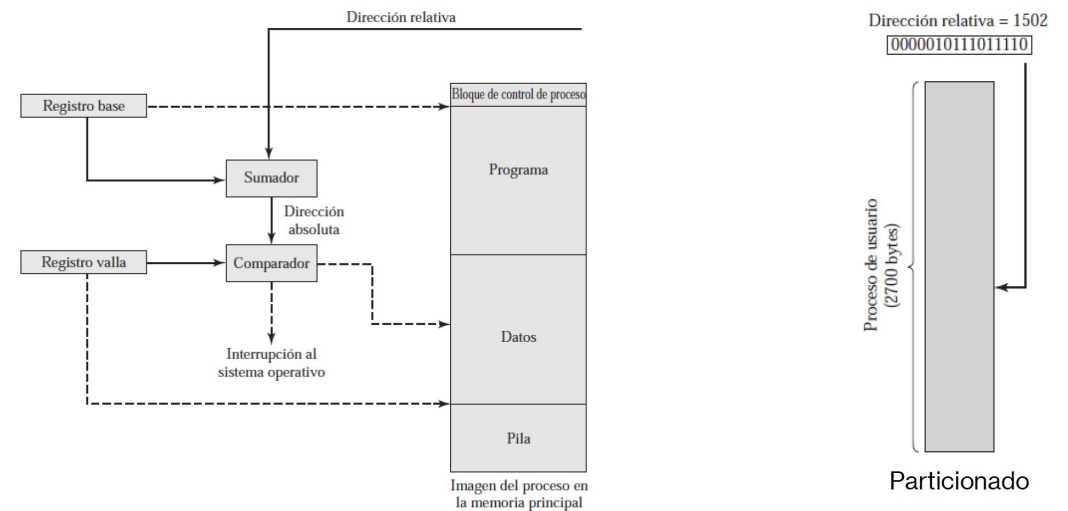 Dirección relativa
Registro base
Bloque de control de proceso
Programa
Sumador
Dirección
absoluta
Registro valla
Comparador
Datos
Interrupción al
sistema operativo
Pila
Imagen del proceso en
la memoria principal
Dirección relativa = 1502
0000010111011110
Proceso de usuario
(2700 bytes)
Particionado